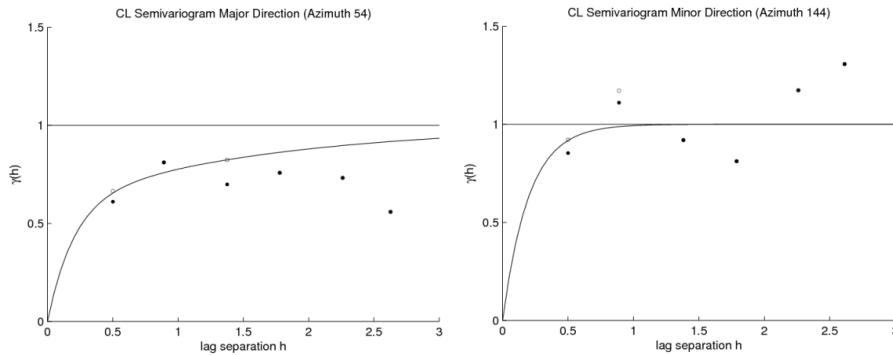 CL Semivariogram Major Direction (Azimuth 54)
1.5
1
0.5
0
γ(h)
0 0.5 1 1.5 2 2.5 3
lag separation h
CL Semivariogram Minor Direction (Azimuth 144)
1.5
1
0.5
0
γ(h)
0 0.5 1 1.5 2 2.5 3
lag separation h